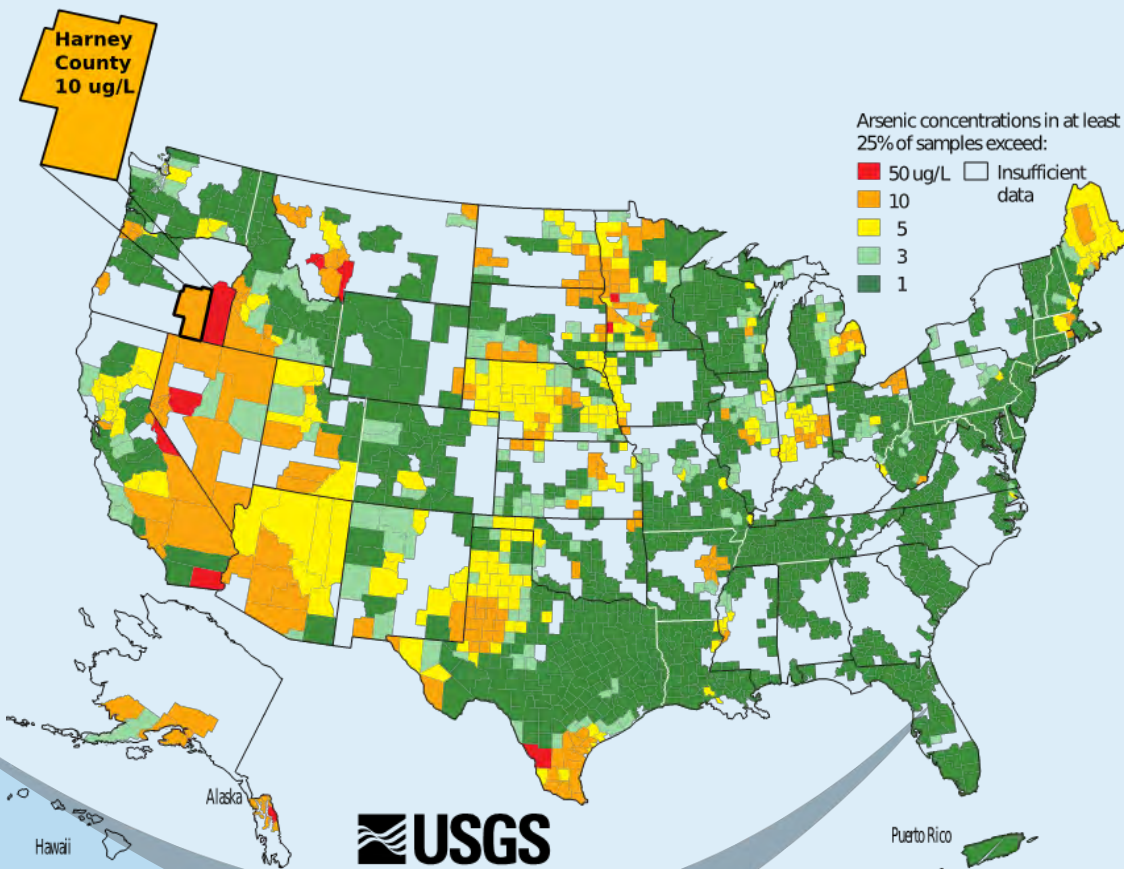 Harney
County
10 ug/L
Arsenic concentrations in at least
25% of samples exceed:
50 ug/L
Insufficient
data
10
5
3
1
Alaska
Hawaii
USGS
Puerto Rico